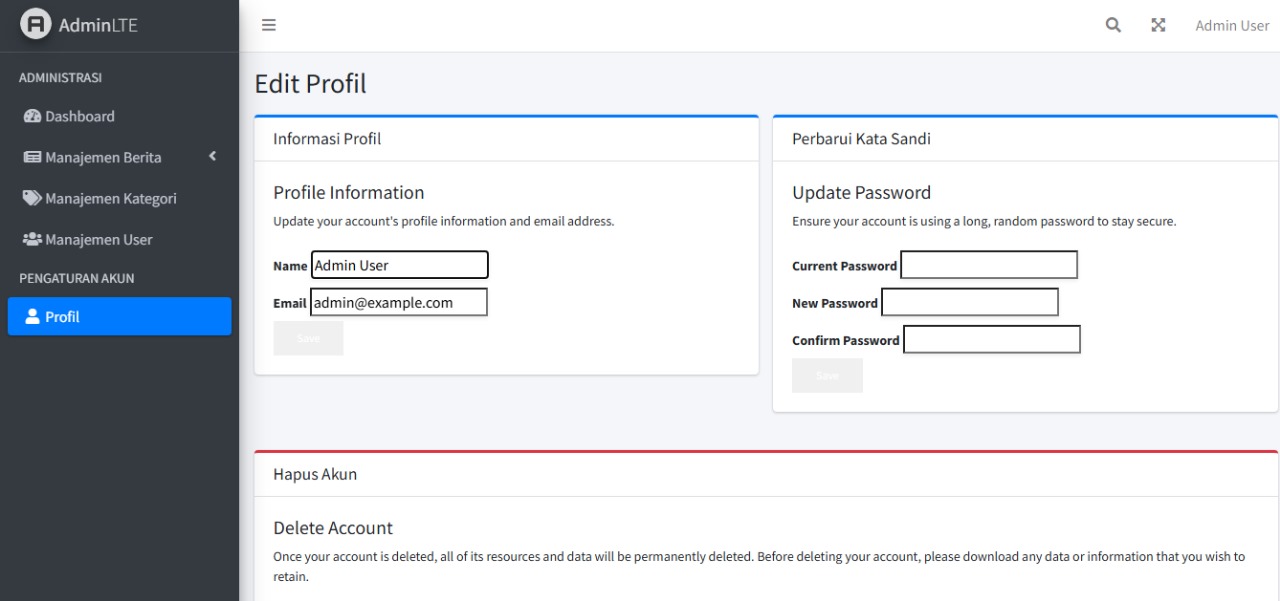 AdminLTE
Admin User
ADMINISTRASI
Dashboard
Manajemen Berita
Manajemen Kategori
Manajemen User
PENGATURAN AKUN
Profil
Edit Profil
Informasi Profil
Profile Information
Update your account's profile information and email address.
Name Admin User
Email admin@example.com
Save
Perbarui Kata Sandi
Update Password
Ensure your account is using a long, random password to stay secure.
Current Password
New Password
Confirm Password
Save
Hapus Akun
Delete Account
Once your account is deleted, all of its resources and data will be permanently deleted. Before deleting your account, please download any data or information that you wish to
retain.